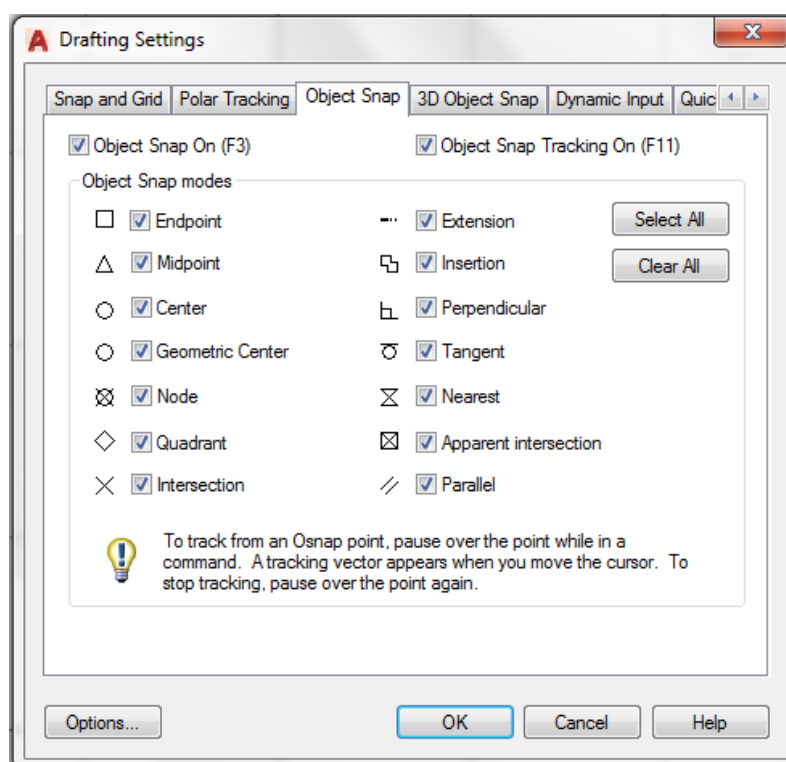 Drafting Settings
Snap and Grid Polar Tracking Object Snap 3D Object Snap Dynamic Input Quic
Object Snap On (F3) Object Snap Tracking On (F11)
Object Snap modes
Endpoint Extension Select All
Midpoint Insertion Clear All
Center Perpendicular
Geometric Center Tangent
Node Nearest
Quadrant Apparent intersection
Intersection Parallel
To track from an Osnap point, pause over the point while in a
command. A tracking vector appears when you move the cursor. To
stop tracking, pause over the point again.
Options... OK Cancel Help